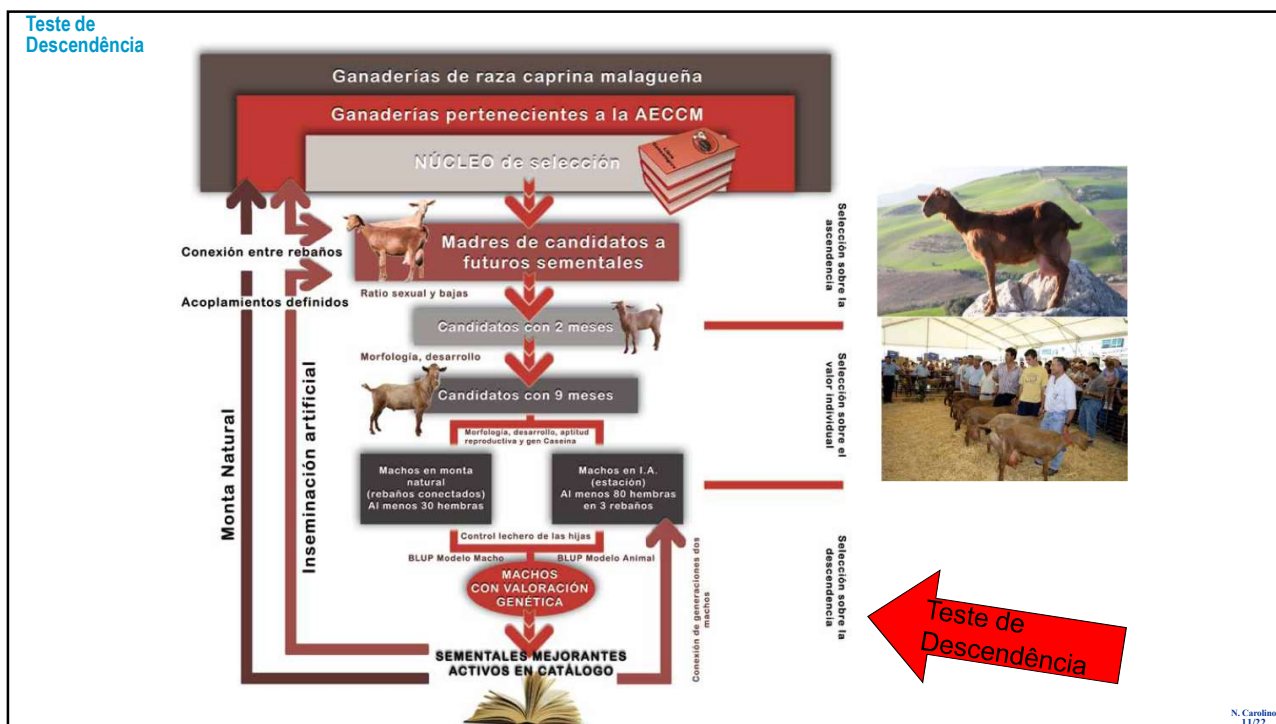 Teste de
Descendência
Ganaderías de raza caprina malagueña
Ganaderías pertenecientes a la AECCM
NÚCLEO de selección
Conexión entre rebaños
Madres de candidatos a
futuros sementales
Acoplamientos definidos
Ratio sexual y bajas
Candidatos con 2 meses
Morfología, desarrollo
Candidatos con 9 meses
Morfología, desarrollo, aptitud
reproductiva y gen Caseína
Machos en monta
natural
(rebaños conectados)
Al menos 30 hembras
Machos en I.A.
(estación)
Al menos 80 hembras
en 3 rebaños
Control lechero de las hijas
BLUP Modelo Macho
BLUP Modelo Animal
MACHOS
CON VALORACIÓN
GENÉTICA
SEMENTALES MEJORANTES
ACTIVOS EN CATÁLOGO
Monta Natural
Inseminación artificial
Conexión de generaciones dos
machos
Selección sobre la
ascendencia
Selección sobre el
valor individual
Selección sobre la
descendencia
Teste de
Descendência
N. Carolino
11/22